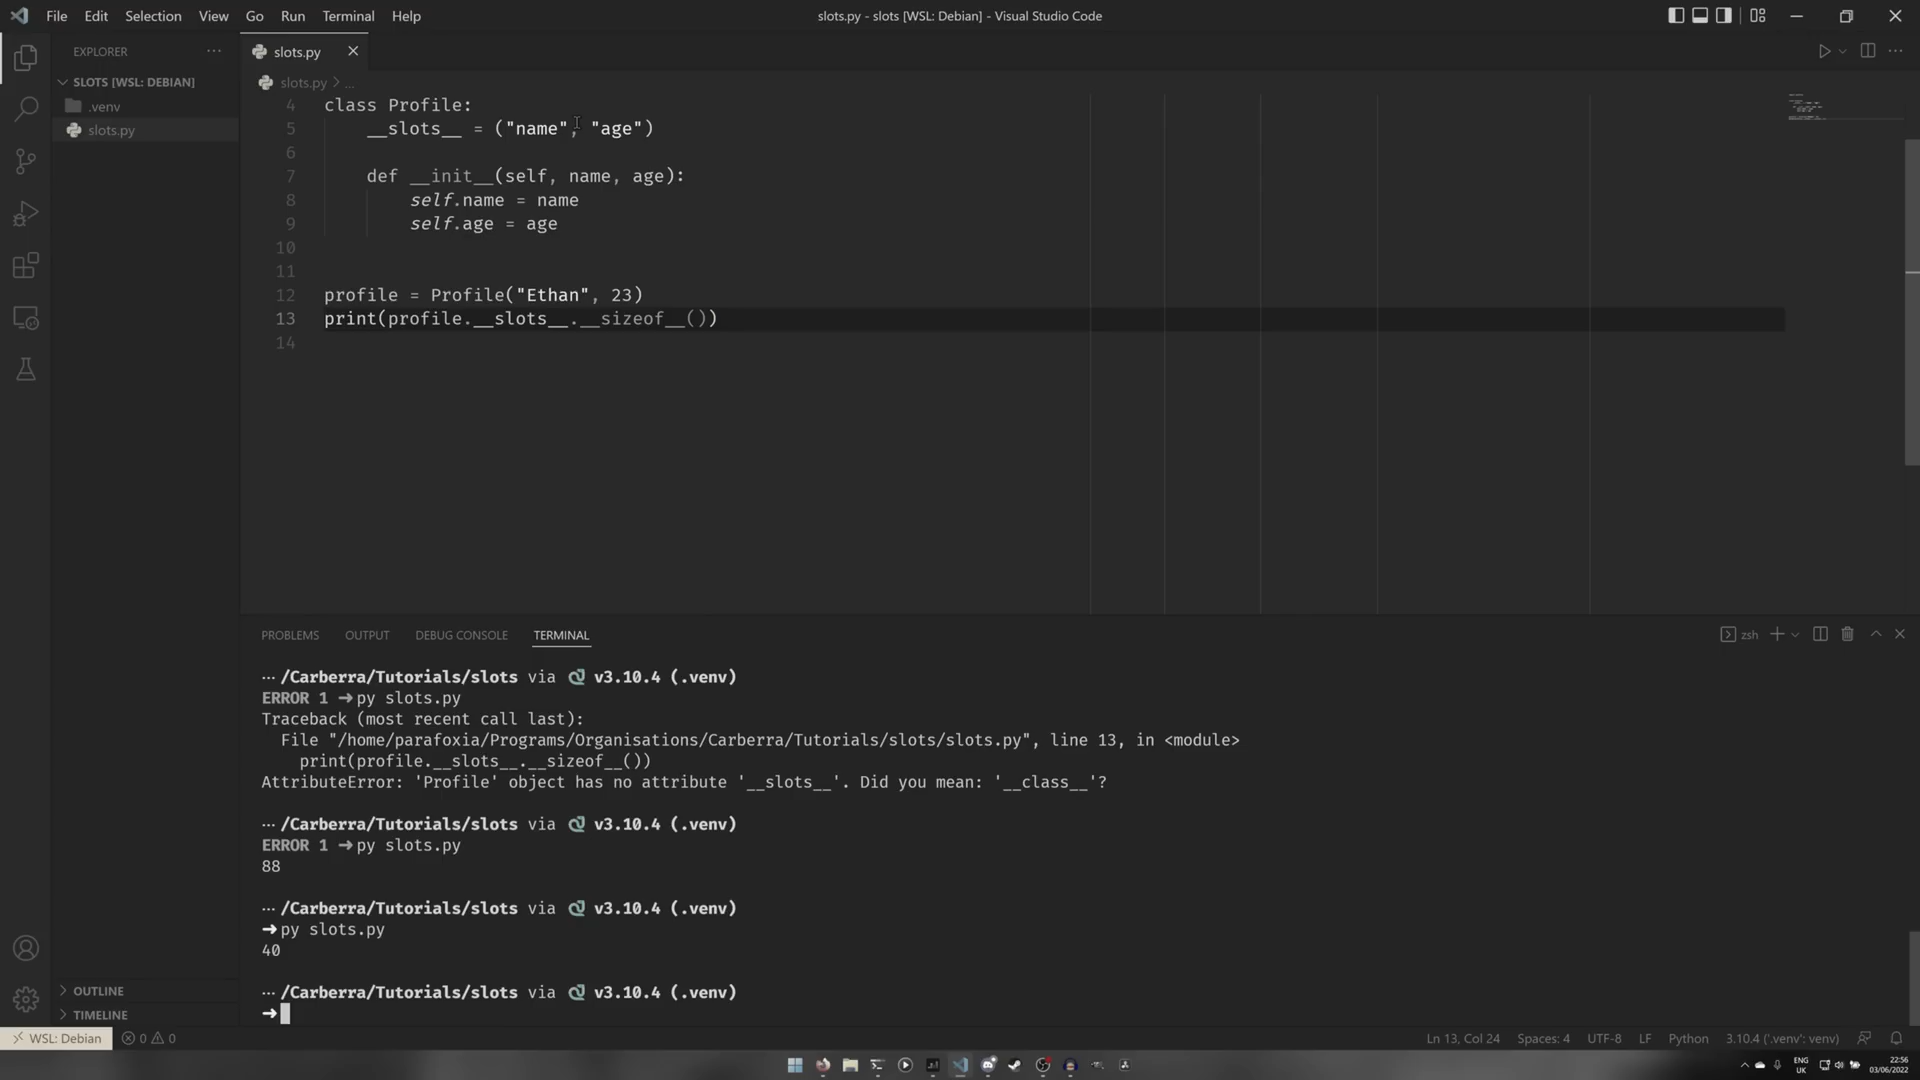 File Edit Selection View Go Run Terminal Help
slots.py - slots [WSL: Debian] - Visual Studio Code
EXPLORER
SLOTS [WSL: DEBIAN]
.venv
slots.py
slots.py
slots.py > ...
4 class Profile:
5 __slots__ = ("name", "age")
6
7 def __init__(self, name, age):
8 self.name = name
9 self.age = age
10
11
12 profile = Profile("Ethan", 23)
13 print(profile.__slots__.__sizeof__())
14
PROBLEMS OUTPUT DEBUG CONSOLE TERMINAL
zsh
··· /Carberra/Tutorials/slots via v3.10.4 (.venv)
ERROR 1 ➜py slots.py
Traceback (most recent call last):
File "/home/parafoxia/Programs/Organisations/Carberra/Tutorials/slots/slots.py", line 13, in <module>
print(profile.__slots__.__sizeof__())
AttributeError: 'Profile' object has no attribute '__slots__'. Did you mean: '__class__'?
··· /Carberra/Tutorials/slots via v3.10.4 (.venv)
ERROR 1 ➜py slots.py
88
··· /Carberra/Tutorials/slots via v3.10.4 (.venv)
➜py slots.py
40
··· /Carberra/Tutorials/slots via v3.10.4 (.venv)
➜
OUTLINE
TIMELINE
WSL: Debian 0 0
Ln 13, Col 24 Spaces: 4 UTF-8 LF Python 3.10.4 ('.venv': venv)
ENG
UK
22:56
03/06/2022